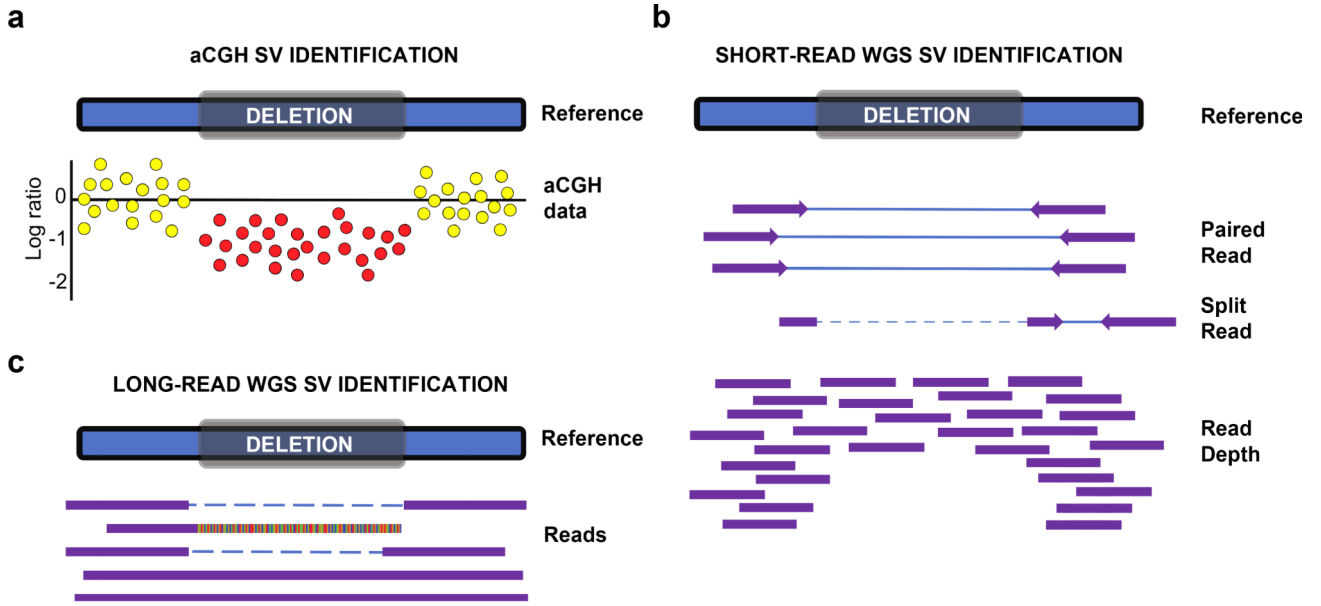 a
aCGH SV IDENTIFICATION
DELETION
Reference
Log ratio
0
-1
-2
aCGH
data
b
SHORT-READ WGS SV IDENTIFICATION
DELETION
Reference
Paired
Read
Split
Read
Read
Depth
c
LONG-READ WGS SV IDENTIFICATION
DELETION
Reference
Reads